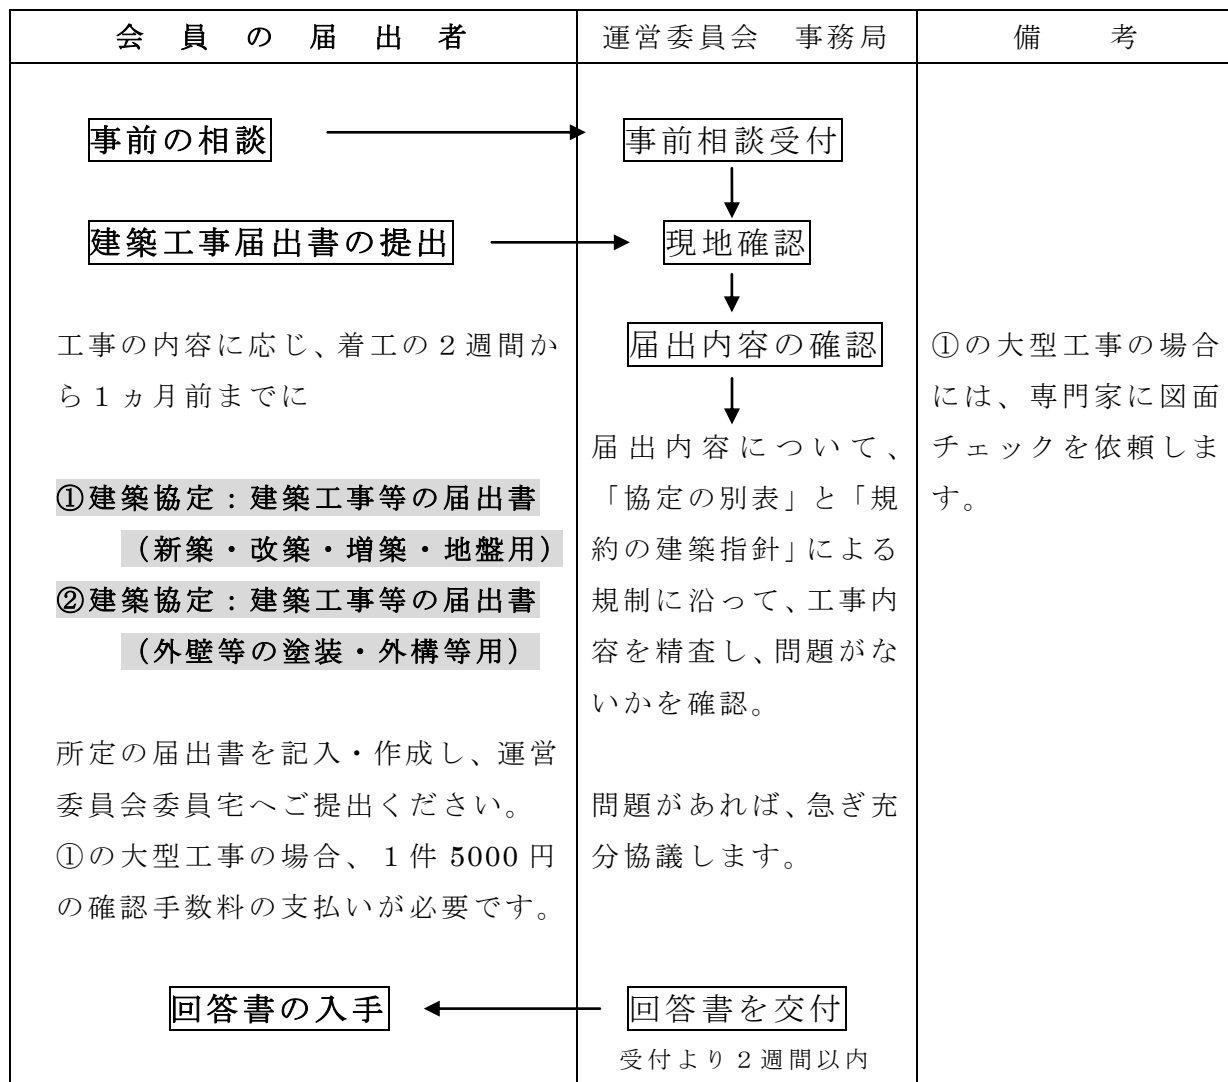 会員の届出者
運営委員会 事務局
備考
事前の相談
事前相談受付
建築工事届出書の提出
現地確認
工事の内容に応じ、着工の2週間か
ら1ヵ月前までに
①建築協定:建築工事等の届出書
(新築・改築・増築・地盤用)
②建築協定:建築工事等の届出書
(外壁等の塗装・外構等用)
所定の届出書を記入・作成し、運営
委員会委員宅へご提出ください。
①の大型工事の場合、1件 5000 円
の確認手数料の支払いが必要です。
届出内容の確認
届出内容について、
「協定の別表」と「規
約の建築指針」による
規制に沿って、工事内
容を精査し、問題がな
いかを確認。
問題があれば、急ぎ充
分協議します。
①の大型工事の場合
には、専門家に図面
チェックを依頼しま
す。
回答書の入手
回答書を交付
受付より2週間以内